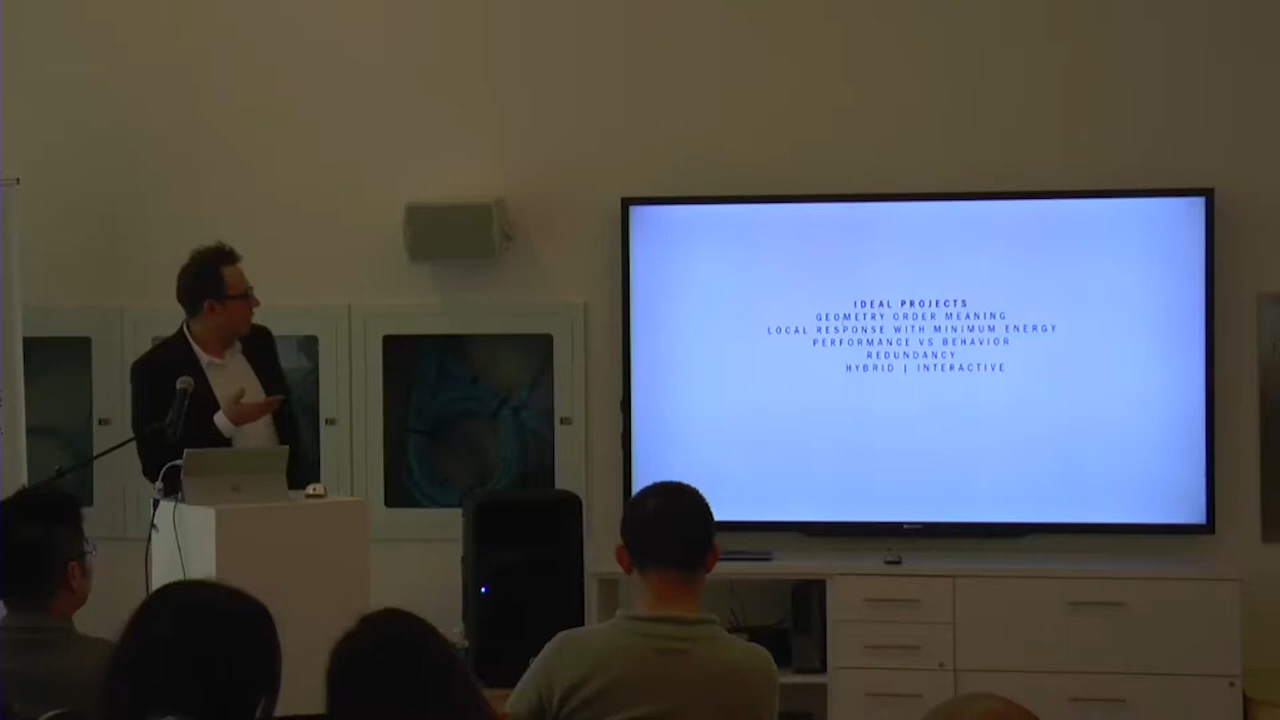 IDEAL PROJECTS
GEOMETRY ORDER MEANING
LOCAL RESPONSE WITH MINIMUM ENERGY
PERFORMANCE VS BEHAVIOR
REDUNDANCY
HYBRID | INTERACTIVE